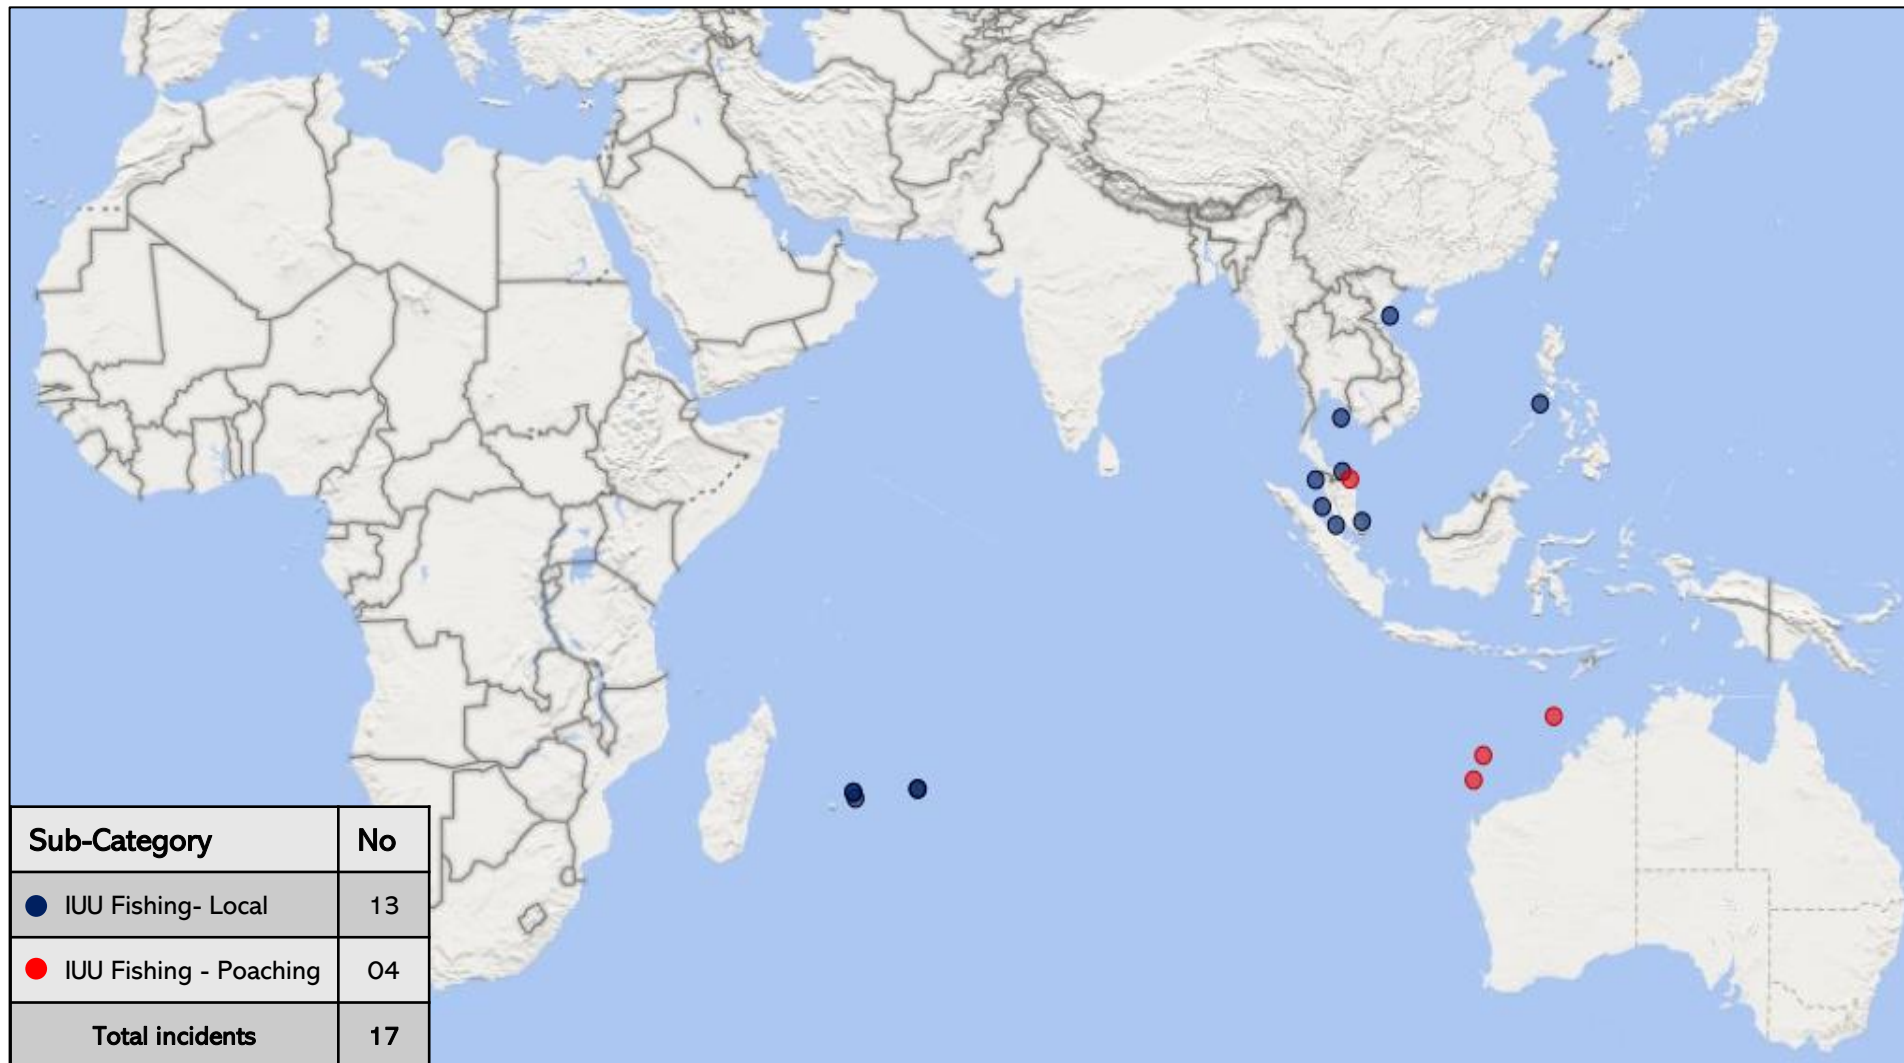 Sub-Category No
IUU Fishing- Local 13
IUU Fishing - Poaching 04
Total incidents 17